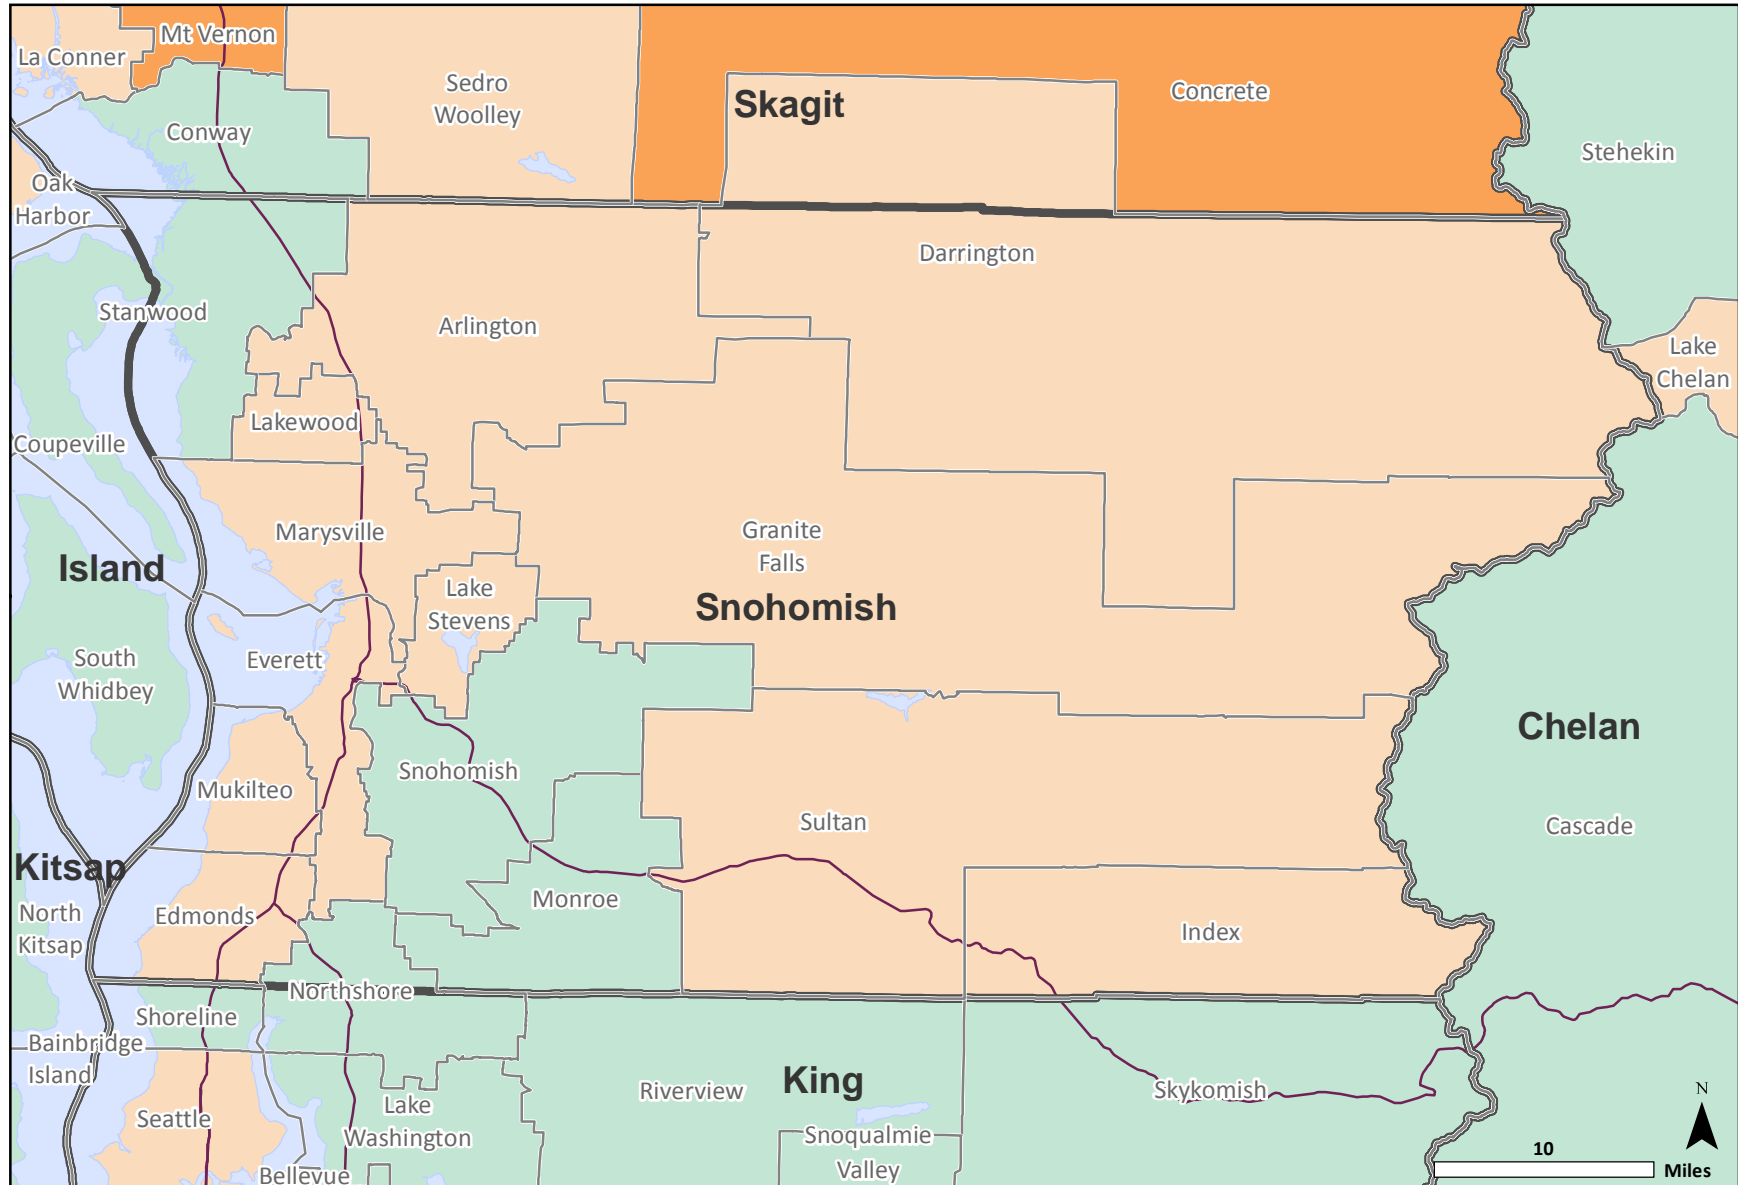 Mt Vernon
La Conner
Sedro
Woolley
Concrete
Skagit
Conway
Stehekin
Oak
Harbor
Darrington
Stanwood
Arlington
Lake
Chelan
Lakewood
Coupeville
Marysville
Granite
Falls
Island
Lake
Stevens
Snohomish
Everett
South
Whidbey
Chelan
Snohomish
Mukilteo
Sultan
Cascade
Kitsap
North
Kitsap
Edmonds
Monroe
Index
Northshore
Shoreline
Bainbridge
Island
Riverview
King
Skykomish
N
Lake
Washington
Seattle
Snoqualmie
Valley
Bellevue
10
Miles